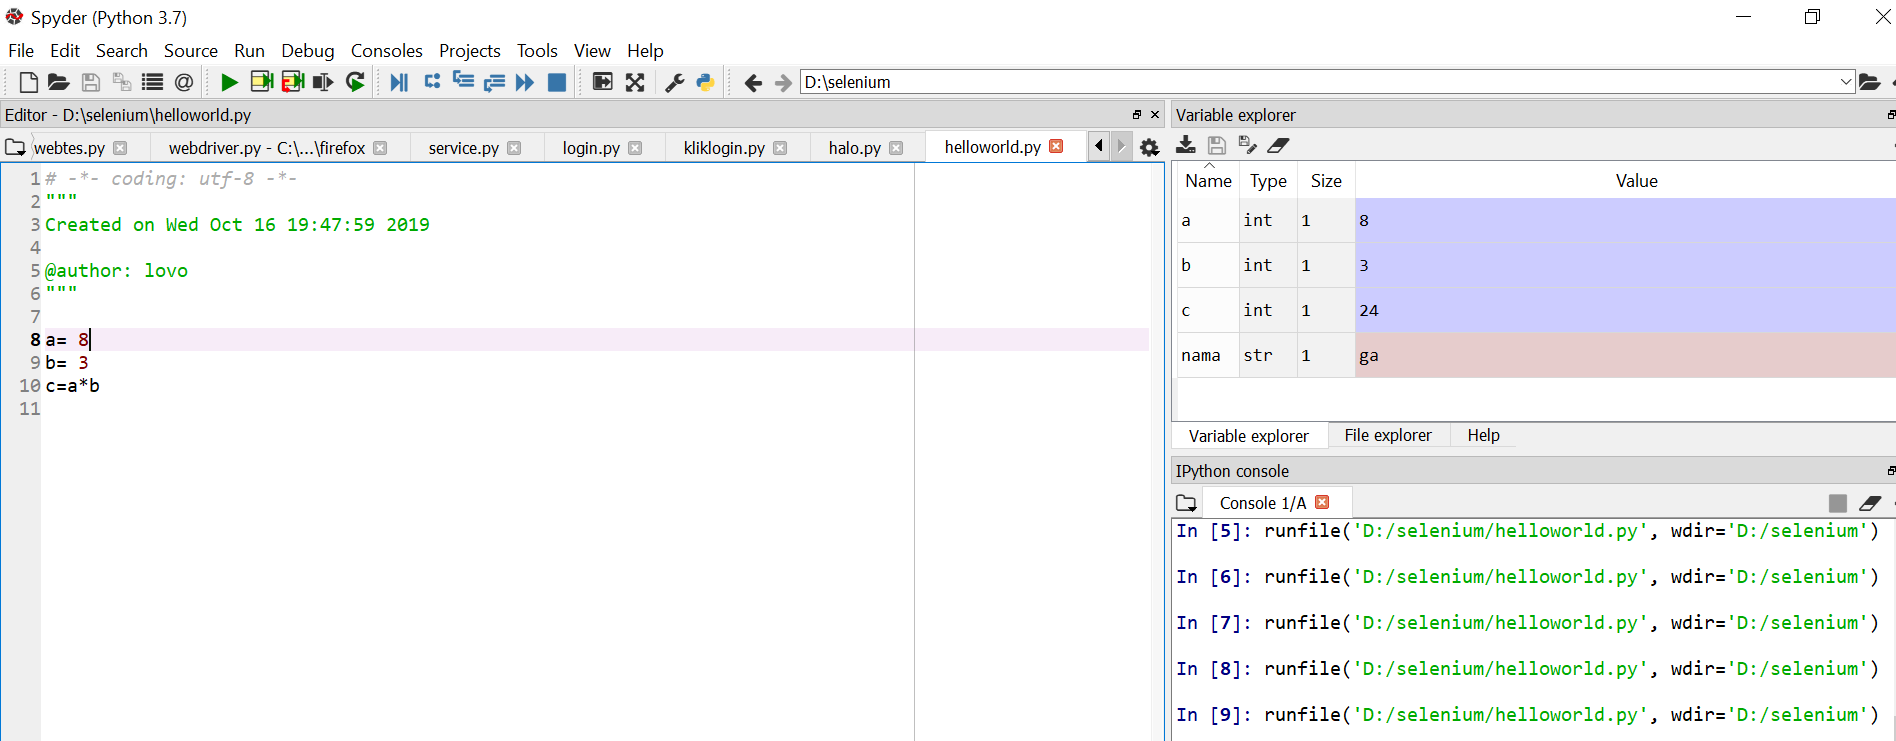 Spyder (Python 3.7)
File Edit Search Source Run Debug Consoles Projects Tools View Help
D:\selenium
Editor - D:\selenium\helloworld.py
webtes.py webdriver.py - C:\...\firefox service.py login.py kliklogin.py halo.py helloworld.py
1 # -*- coding: utf-8 -*-
2 """
3 Created on Wed Oct 16 19:47:59 2019
4
5 @author: lovo
6 """
7
8 a= 8
9 b= 3
10 c=a*b
11
Variable explorer
Name Type Size Value
a int 1 8
b int 1 3
c int 1 24
nama str 1 ga
Variable explorer File explorer Help
IPython console
Console 1/A
In [5]: runfile('D:/selenium/helloworld.py', wdir='D:/selenium')
In [6]: runfile('D:/selenium/helloworld.py', wdir='D:/selenium')
In [7]: runfile('D:/selenium/helloworld.py', wdir='D:/selenium')
In [8]: runfile('D:/selenium/helloworld.py', wdir='D:/selenium')
In [9]: runfile('D:/selenium/helloworld.py', wdir='D:/selenium')